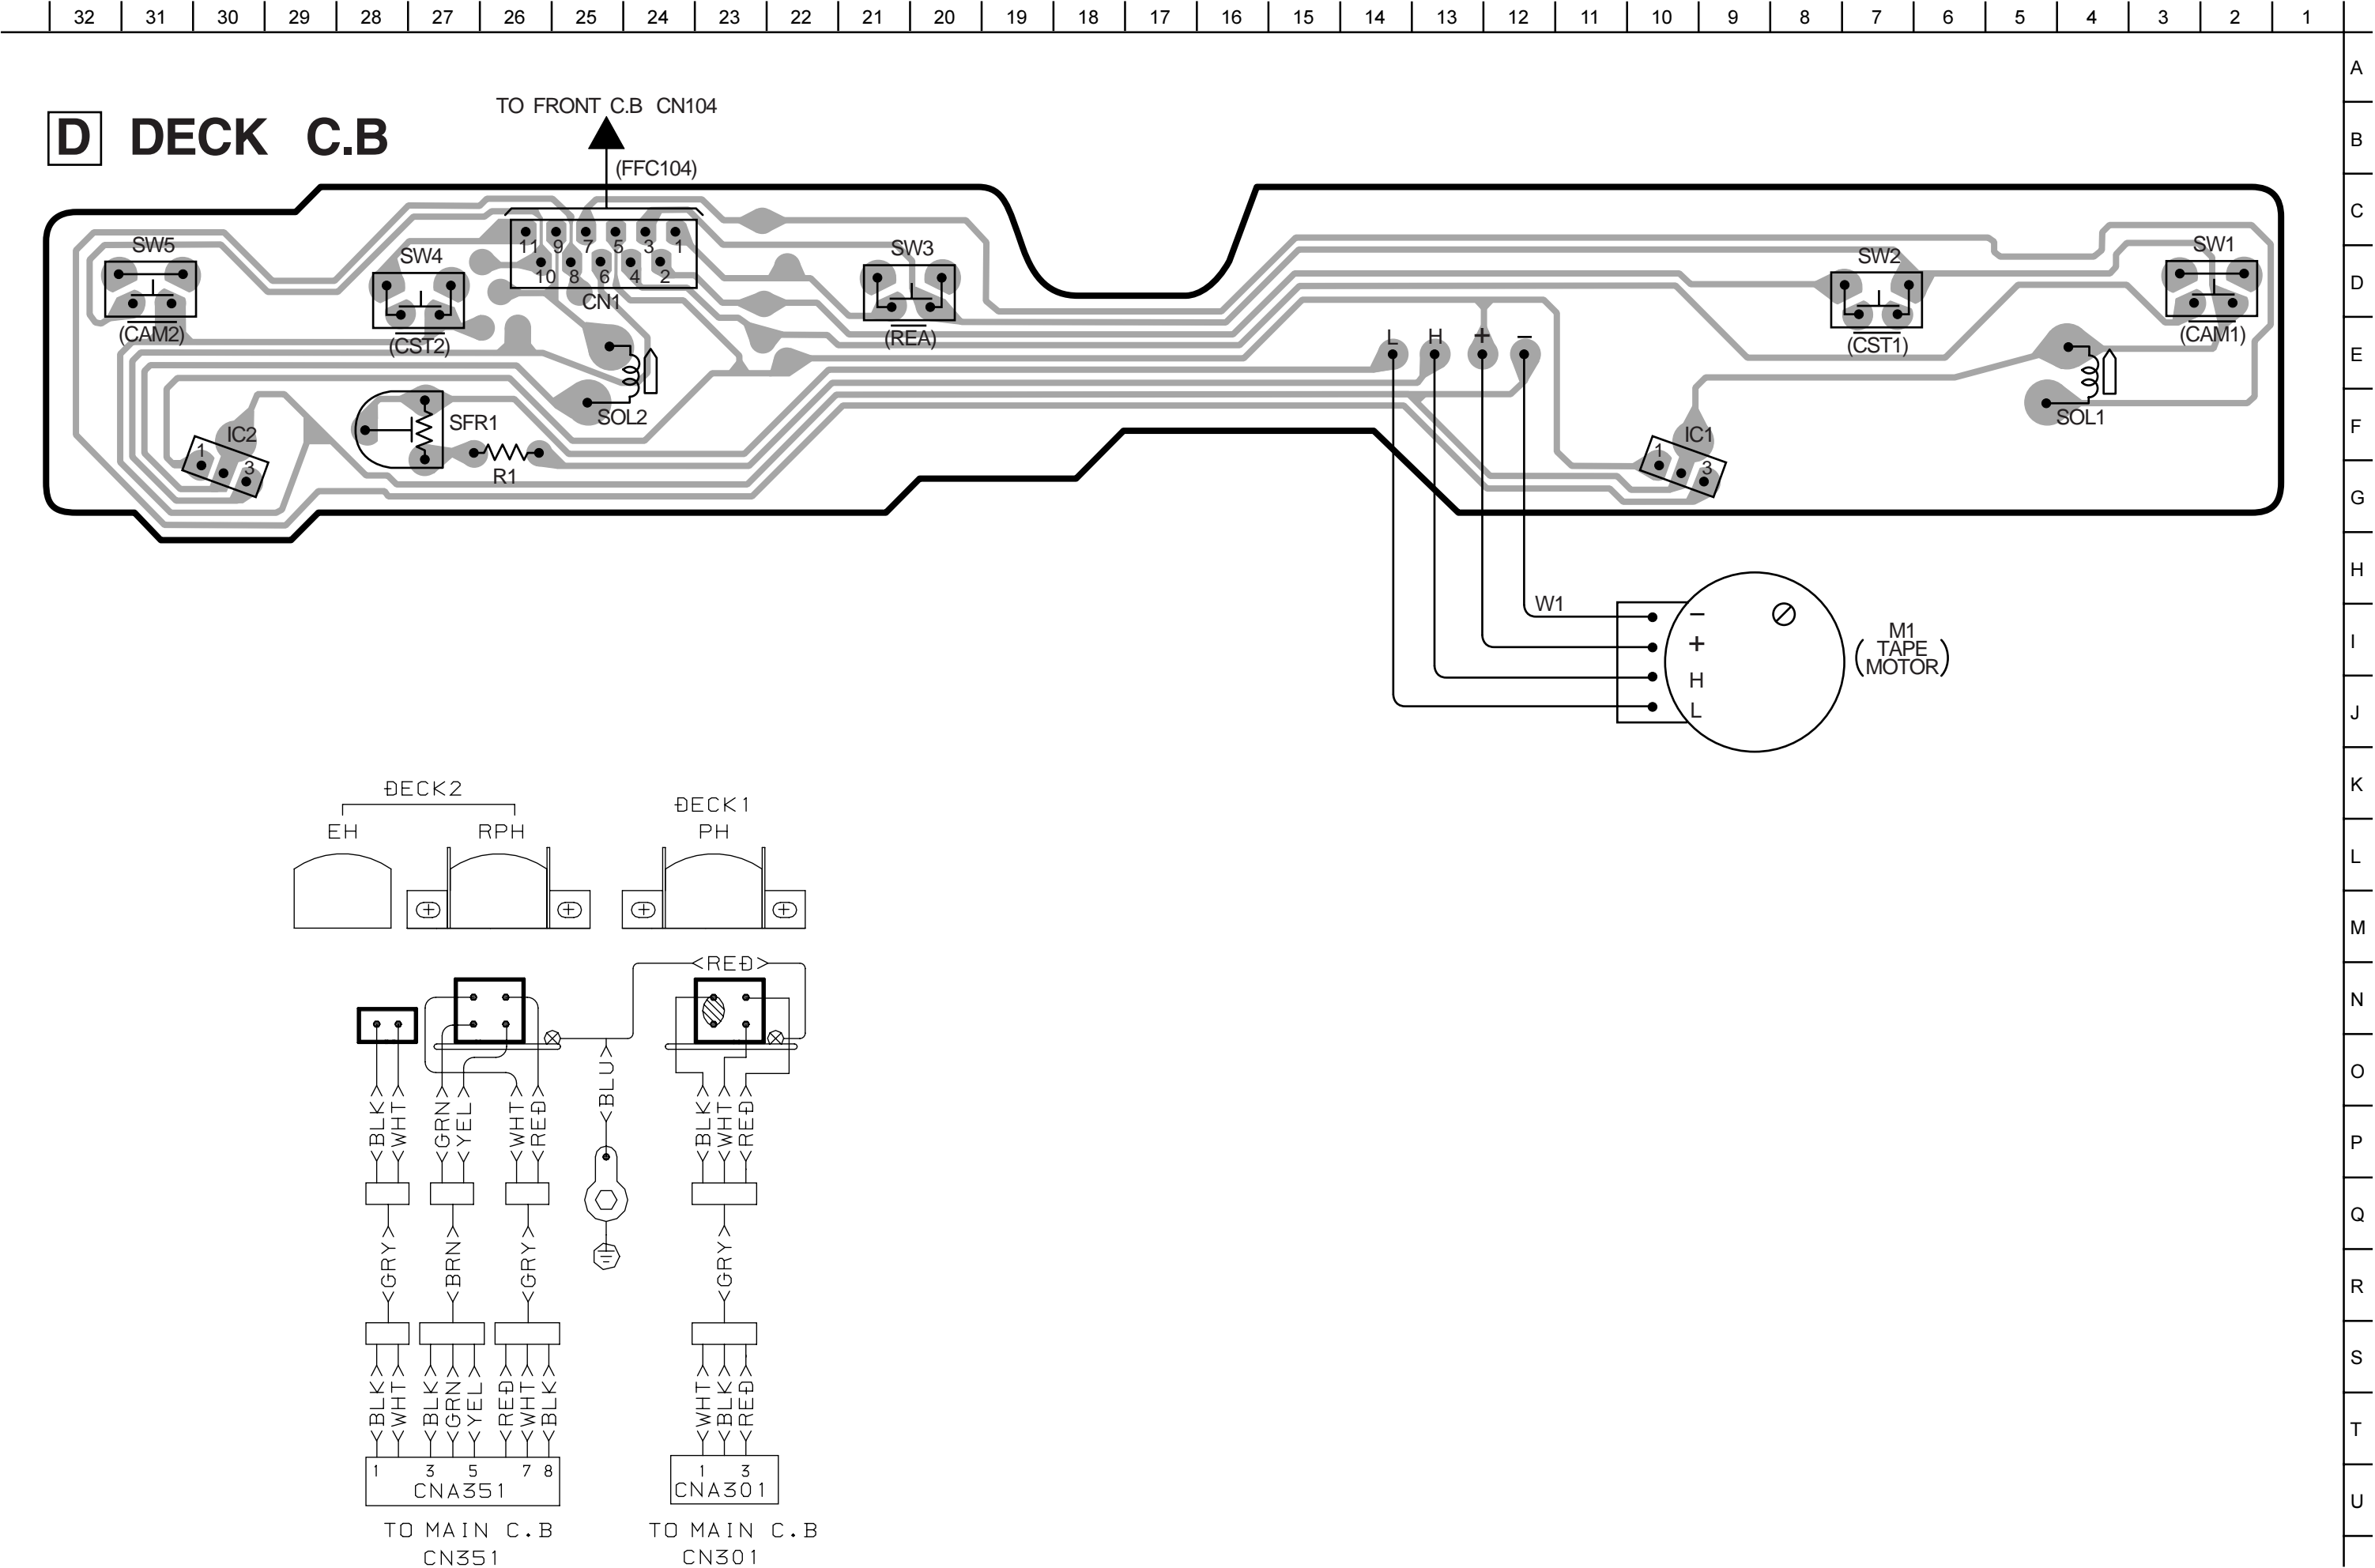 32 31 30 29 28 27 26 25 24 23 22 21 20 19 18 17 16 15 14 13 12 11 10 9 8 7 6 5 4 3 2 1
A
TO FRONT C.B CN104
D DECK C.B
B
(FFC104)
C
SW5
SW4
11 9 7 5 3 1
10 8 6 4 2
CN1
SW3
SW2
SW1
D
(CAM2)
(CST2)
(REA)
L H + −
(CST1)
(CAM1)
E
SFR1
SOL2
SOL1
IC2
1
3
R1
IC1
1
3
F
G
H
W1
−
+
H
L
M1
TAPE
MOTOR
( )
I
J
DECK2
DECK1
K
EH RPH PH
L
M
<RED>
N
O
<BLK>
<WHT>
<GRN>
<YEL>
<WHT>
<RED>
<BLU>
<BLK>
<WHT>
<RED>
P
Q
<GRY>
<BRN>
<GRY>
<GRY>
R
S
<BLK>
<WHT>
<BLK>
<GRN>
<YEL>
<RED>
<WHT>
<BLK>
<WHT>
<BLK>
<RED>
T
1 3 5 7 8
CNA351
1 3
CNA301
U
TO MAIN C.B
CN351
TO MAIN C.B
CN301